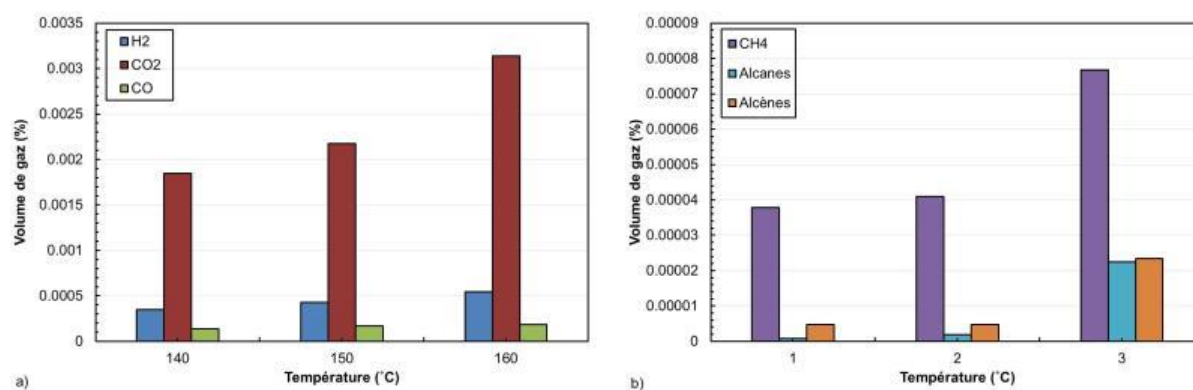 0.0035
0.003
0.0025
0.002
0.0015
0.001
0.0005
0
Volume de gaz (%)
H2
CO2
CO
140
150
160
Température (˚C)
a)
0.00009
0.00008
0.00007
0.00006
0.00005
0.00004
0.00003
0.00002
0.00001
0
Volume de gaz (%)
CH4
Alcanes
Alcènes
1
2
3
Température (˚C)
b)